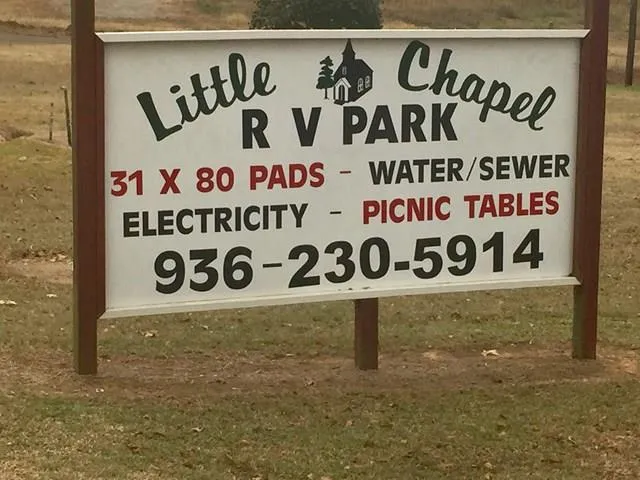 Little Chapel
R V PARK
31 X 80 PADS - WATER/SEWER
ELECTRICITY - PICNIC TABLES
936-230-5914